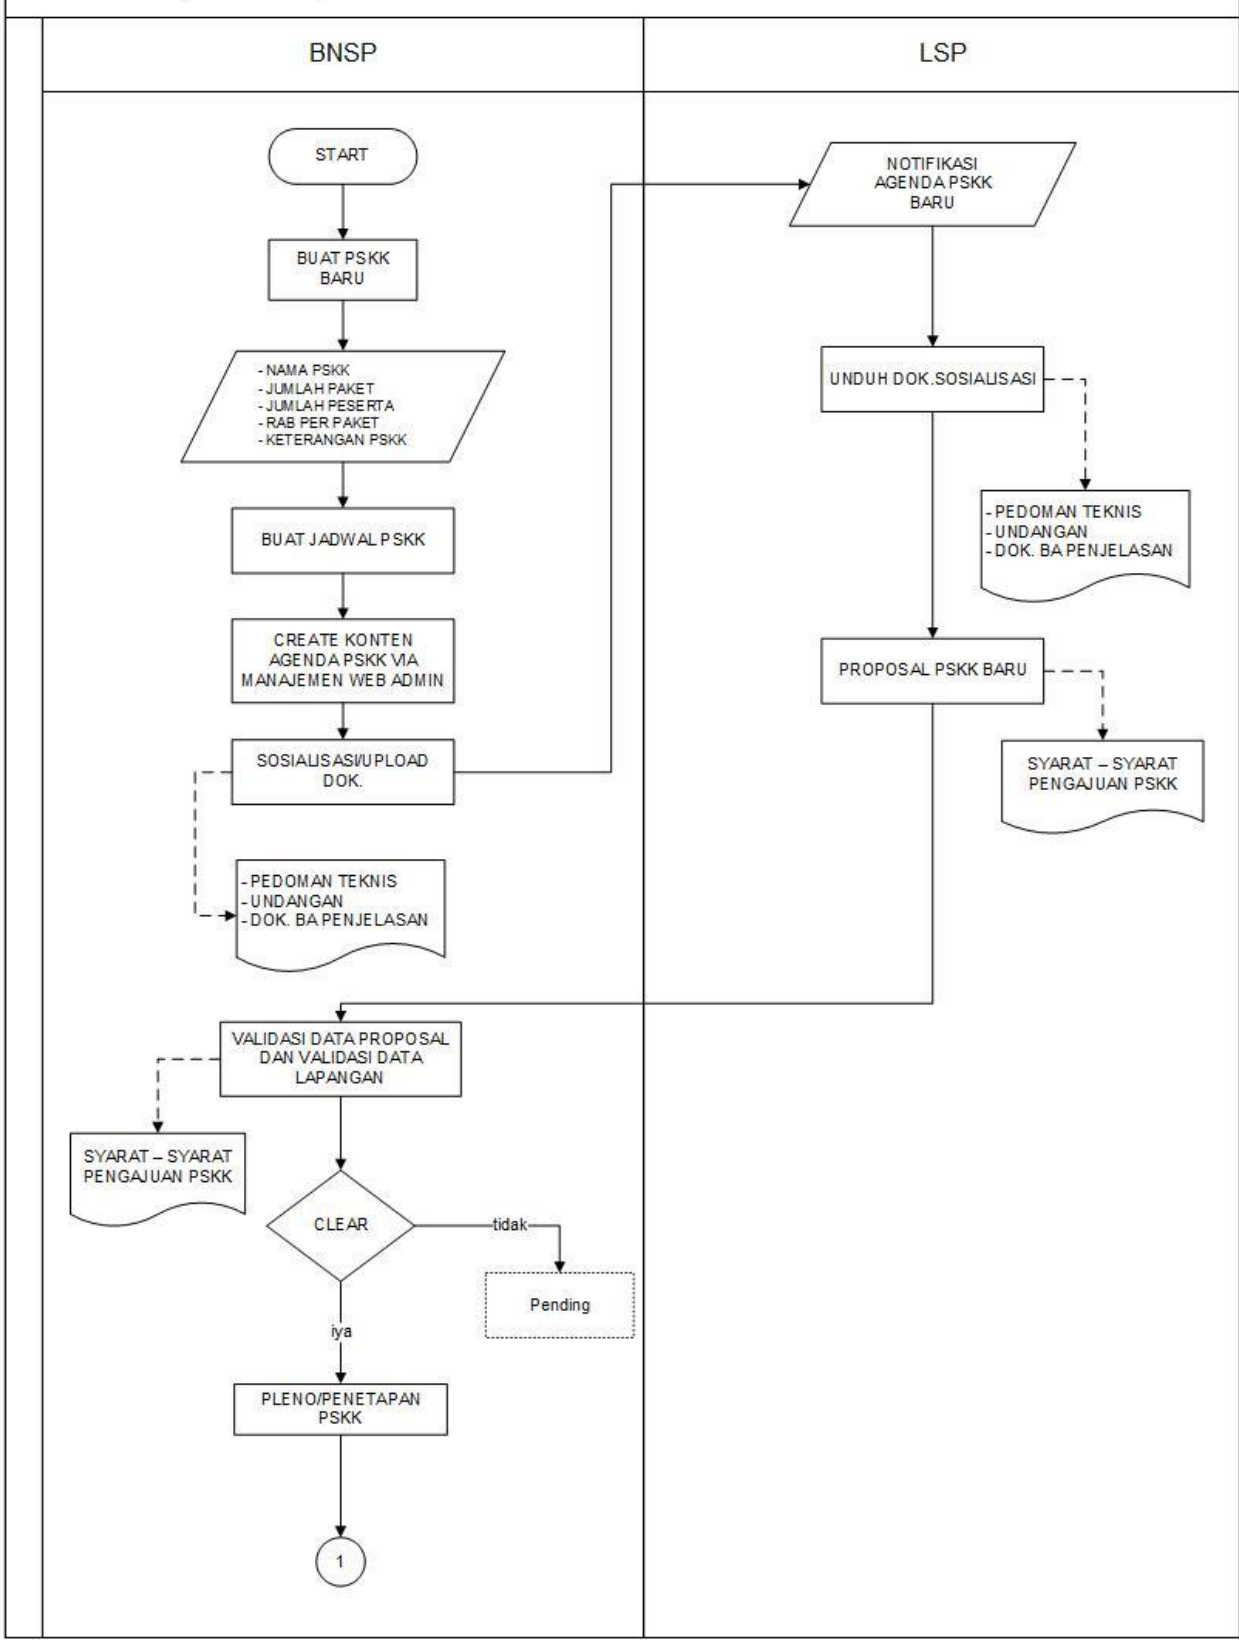 BNSP
LSP
START
BUAT PSKK
BARU
- NAMA PSKK
- JUMLAH PAKET
- JUMLAH PESERTA
- RAB PER PAKET
- KETERANGAN PSKK
BUAT JADWAL PSKK
CREATE KONTEN
AGENDA PSKK VIA
MANAJEMEN WEB ADMIN
SOSIALISASI/UPLOAD
DOK.
- PEDOMAN TEKNIS
- UNDANGAN
- DOK. BA PENJELASAN
NOTIFIKASI
AGENDA PSKK
BARU
UNDUH DOK.SOSIALISASI
- PEDOMAN TEKNIS
- UNDANGAN
- DOK. BA PENJELASAN
PROPOSAL PSKK BARU
SYARAT – SYARAT
PENGAJUAN PSKK
VALIDASI DATA PROPOSAL
DAN VALIDASI DATA
LAPANGAN
SYARAT – SYARAT
PENGAJUAN PSKK
CLEAR
tidak
Pending
iya
PLENO/PENETAPAN
PSKK
1